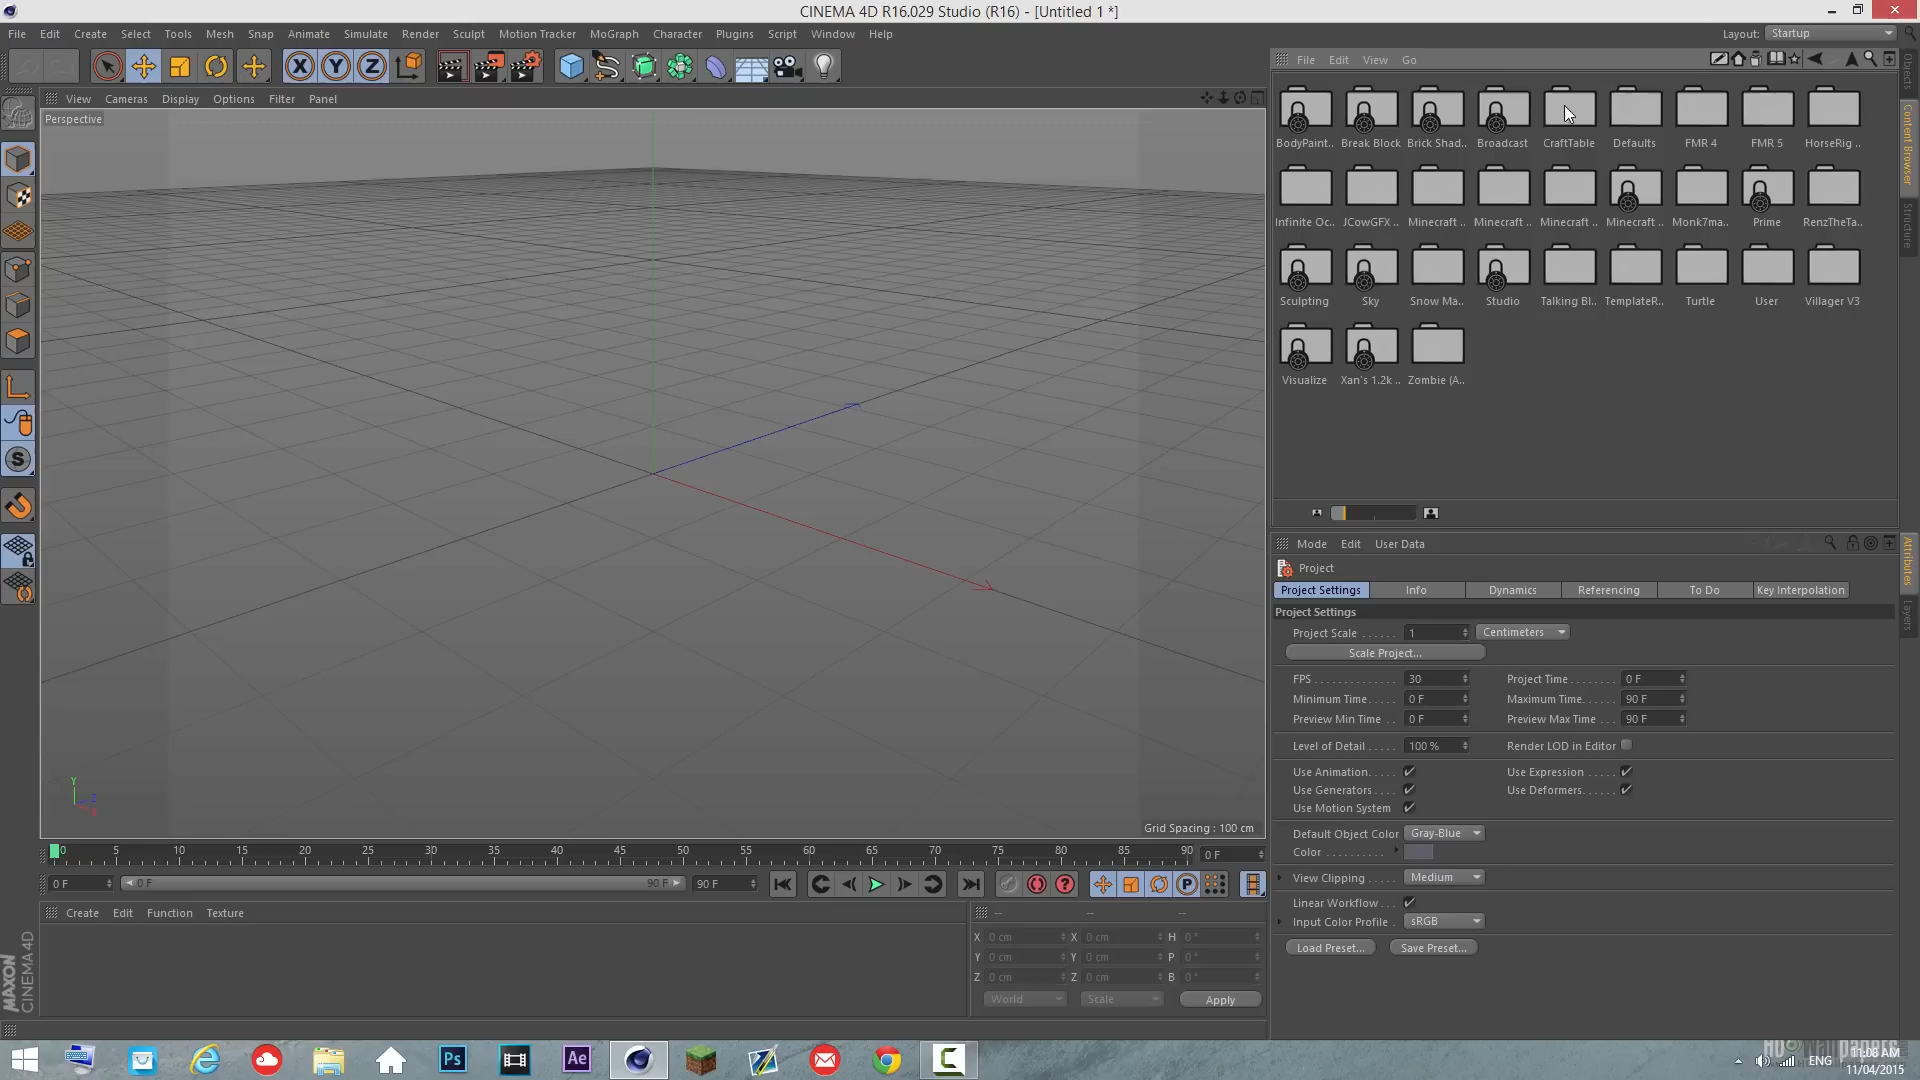 CINEMA 4D R16.029 Studio (R16) - [Untitled 1 *]
File Edit Create Select Tools Mesh Snap Animate Simulate Render Sculpt Motion Tracker MoGraph Character Plugins Script Window Help
Layout: Startup
File Edit View Go
View Cameras Display Options Filter Panel
Perspective
BodyPaint.. Break Block Brick Shad.. Broadcast CraftTable Defaults FMR 4 FMR 5 HorseRig ..
Infinite Oc.. JCowGFX .. Minecraft .. Minecraft .. Minecraft .. Minecraft .. Monk7ma.. Prime RenzTheTa..
Sculpting Sky Snow Ma.. Studio Talking Bl.. TemplateR.. Turtle User Villager V3
Visualize Xan's 1.2k .. Zombie (A..
Objects
Content Browser
Structure
Mode Edit User Data
Project
Project Settings Info Dynamics Referencing To Do Key Interpolation
Project Settings
Project Scale ...... 1 Centimeters
Scale Project...
FPS .............. 30 Project Time ........ 0 F
Minimum Time..... 0 F Maximum Time..... 90 F
Preview Min Time .. 0 F Preview Max Time ... 90 F
Level of Detail ..... 100 % Render LOD in Editor
Use Animation..... Use Expression .....
Use Generators .... Use Deformers......
Use Motion System
Default Object Color Gray-Blue
Color ..........
View Clipping ..... Medium
Linear Workflow ...
Input Color Profile . sRGB
Load Preset... Save Preset...
Attributes
Layers
Y
Z
X
Grid Spacing : 100 cm
0 5 10 15 20 25 30 35 40 45 50 55 60 65 70 75 80 85 90 0 F
0 F 0 F 90 F 90 F
Create Edit Function Texture
-- -- --
X 0 cm X 0 cm H 0 °
Y 0 cm Y 0 cm P 0 °
Z 0 cm Z 0 cm B 0 °
World Scale Apply
MAXON
CINEMA 4D
Ps
Ae
ENG
11:08 AM
11/04/2015